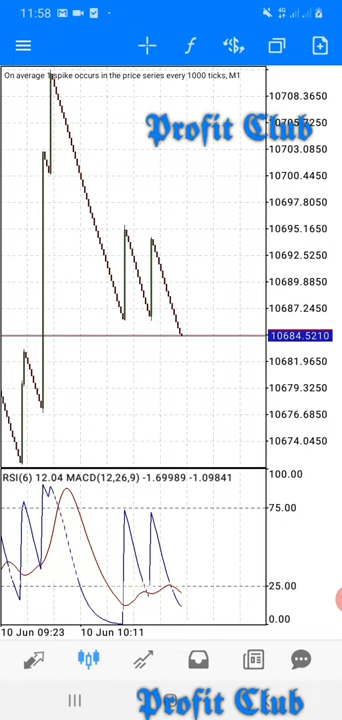 11:58
4G
On average 1 spike occurs in the price series every 1000 ticks, M1
10708.3650
Profit Club
10703.0850
10700.4450
10697.8050
10695.1650
10692.5250
10689.8850
10687.2450
10684.5210
10681.9650
10679.3250
10676.6850
10674.0450
RSI(6) 12.04 MACD(12,26,9) -1.69989 -1.09841
100.00
75.00
25.00
0.00
10 Jun 09:23
10 Jun 10:11
Profit Club